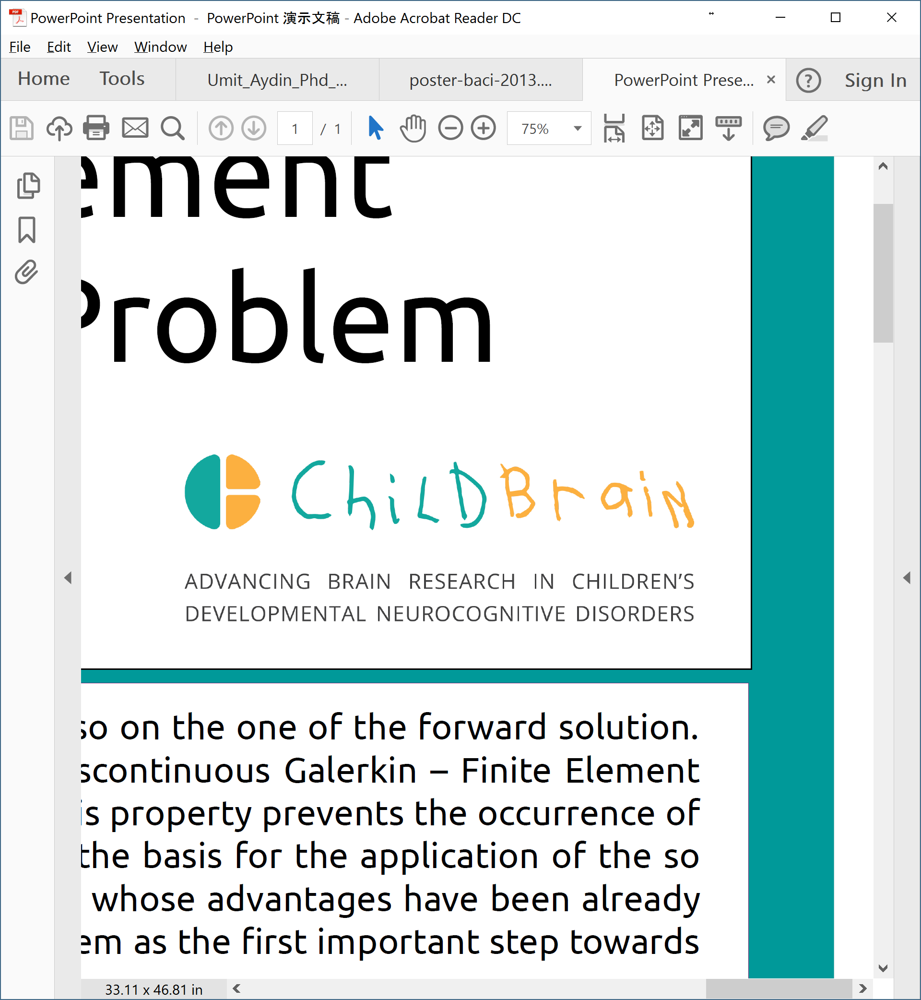 PowerPoint Presentation - PowerPoint 演示文稿 - Adobe Acrobat Reader DC
File Edit View Window Help
Home Tools Umit_Aydin_Phd_... poster-baci-2013.... PowerPoint Prese... Sign In
1 / 1 75%
ement
Problem
ChiLDBraiN
ADVANCING BRAIN RESEARCH IN CHILDREN’S
DEVELOPMENTAL NEUROCOGNITIVE DISORDERS
so on the one of the forward solution.
scontinuous Galerkin – Finite Element
is property prevents the occurrence of
the basis for the application of the so
whose advantages have been already
em as the first important step towards
33.11 x 46.81 in